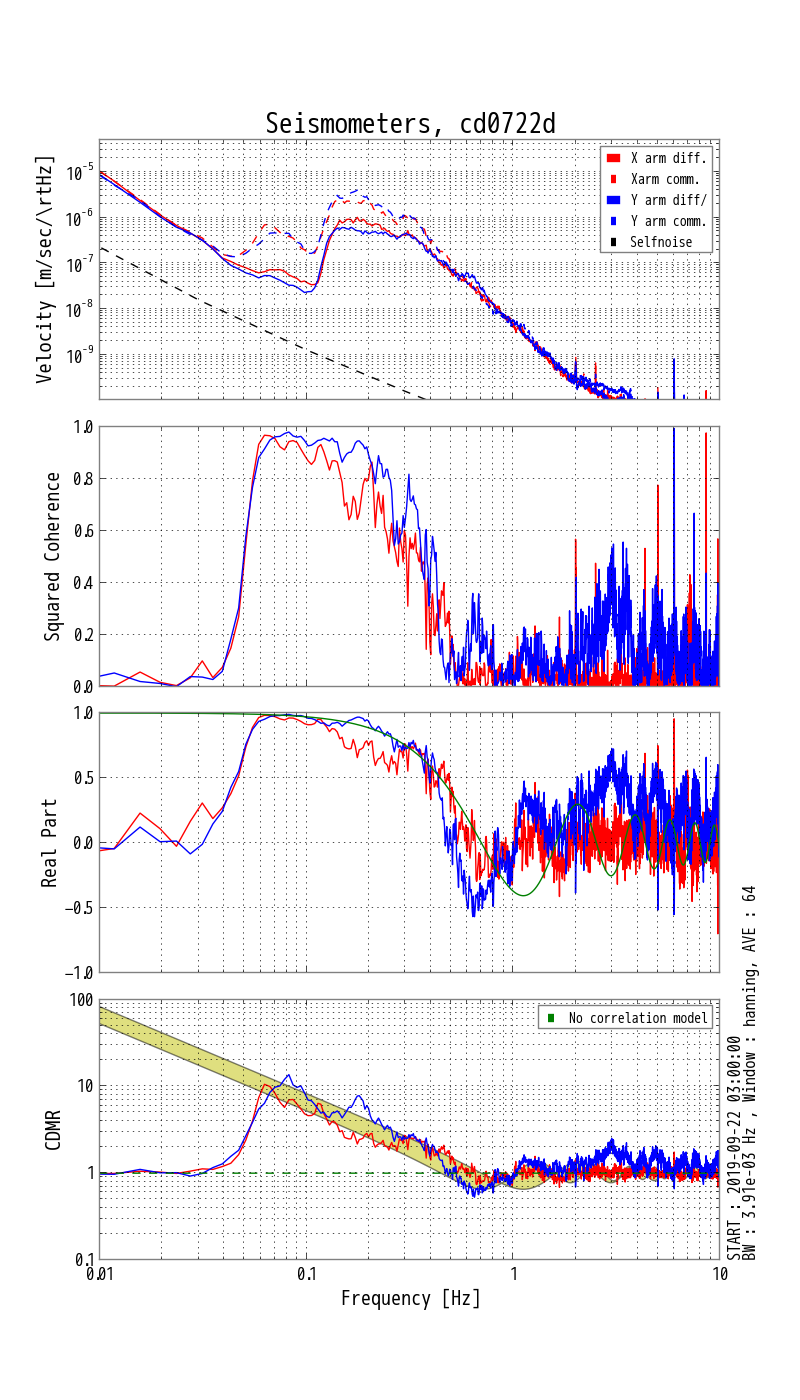 Seismometers, cd0722d
Velocity [m/sec/\rtHz]
10^-5
10^-6
10^-7
10^-8
10^-9
X arm diff.
Xarm comm.
Y arm diff/
Y arm comm.
Selfnoise
Squared Coherence
1.0
0.8
0.6
0.4
0.2
0.0
Real Part
1.0
0.5
0.0
−0.5
−1.0
CDMR
100
10
1
0.1
No correlation model
0.01
0.1
1
10
Frequency [Hz]
START : 2019-09-22 03:00:00
BW : 3.91e-03 Hz , Window : hanning, AVE : 64